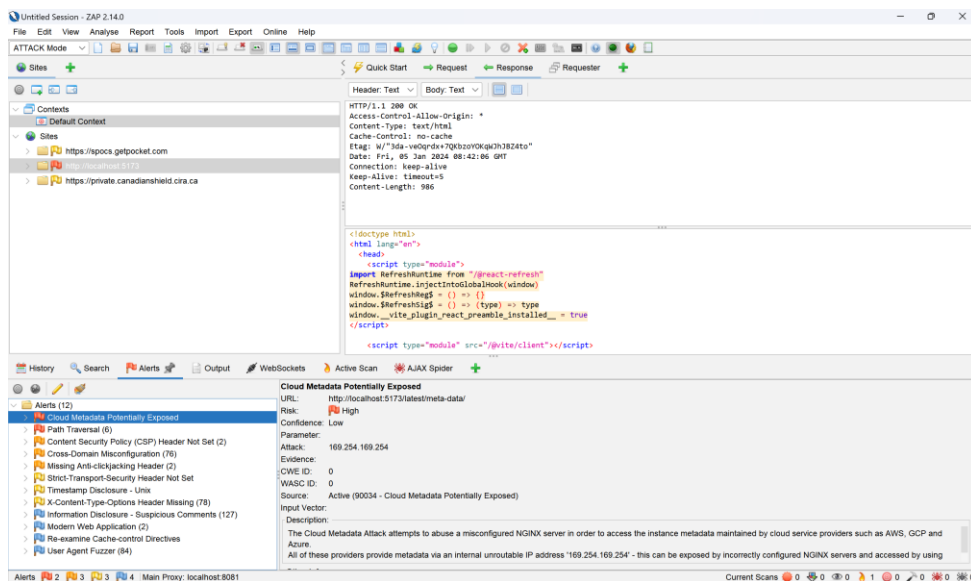 Untitled Session - ZAP 2.14.0
File Edit View Analyse Report Tools Import Export Online Help
ATTACK Mode
Sites
Quick Start Request Response Requester
Header: Text Body: Text
Contexts
Default Context
Sites
https://spocs.getpocket.com
http://localhost:5173
https://private.canadianshield.cira.ca
HTTP/1.1 200 OK
Access-Control-Allow-Origin: *
Content-Type: text/html
Cache-Control: no-cache
Etag: W/"3da-veOqrdx+7QKbzoYOKqWJhJBZ4to"
Date: Fri, 05 Jan 2024 08:42:06 GMT
Connection: keep-alive
Keep-Alive: timeout=5
Content-Length: 986
<!doctype html>
<html lang="en">
<head>
<script type="module">
import RefreshRuntime from "/@react-refresh"
RefreshRuntime.injectIntoGlobalHook(window)
window.$RefreshReg$ = () => {}
window.$RefreshSig$ = () => (type) => type
window.__vite_plugin_react_preamble_installed__ = true
</script>
<script type="module" src="/@vite/client"></script>
History Search Alerts Output WebSockets Active Scan AJAX Spider
Alerts (12)
Cloud Metadata Potentially Exposed
Path Traversal (6)
Content Security Policy (CSP) Header Not Set (2)
Cross-Domain Misconfiguration (76)
Missing Anti-clickjacking Header (2)
Strict-Transport-Security Header Not Set
Timestamp Disclosure - Unix
X-Content-Type-Options Header Missing (78)
Information Disclosure - Suspicious Comments (127)
Modern Web Application (2)
Re-examine Cache-control Directives
User Agent Fuzzer (84)
Cloud Metadata Potentially Exposed
URL: http://localhost:5173/latest/meta-data/
Risk: High
Confidence: Low
Parameter:
Attack: 169.254.169.254
Evidence:
CWE ID: 0
WASC ID: 0
Source: Active (90034 - Cloud Metadata Potentially Exposed)
Input Vector:
Description:
The Cloud Metadata Attack attempts to abuse a misconfigured NGINX server in order to access the instance metadata maintained by cloud service providers such as AWS, GCP and
Azure.
All of these providers provide metadata via an internal unroutable IP address '169.254.169.254' - this can be exposed by incorrectly configured NGINX servers and accessed by using
Alerts 2 3 3 4 Main Proxy: localhost:8081
Current Scans 0 0 0 1 0 0 0